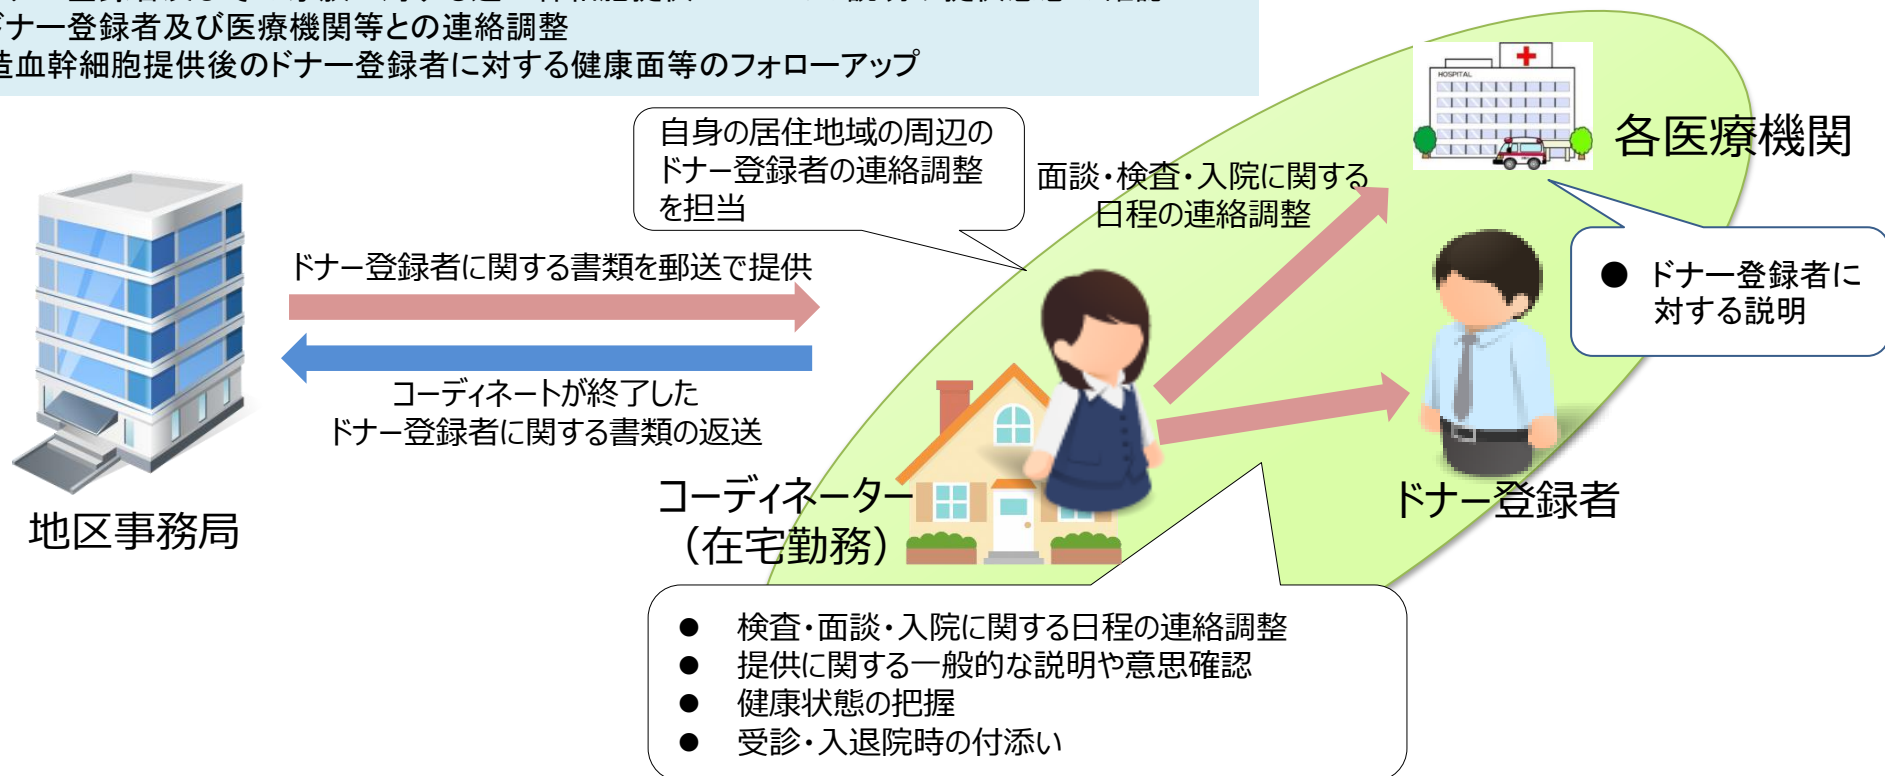 ドナー登録者及び医療機関等との連絡調整
造血幹細胞提供後のドナー登録者に対する健康面等のフォローアップ
HOSPITAL
各医療機関
自身の居住地域の周辺の
ドナー登録者の連絡調整
を担当
面談・検査・入院に関する
日程の連絡調整
● ドナー登録者に
対する説明
ドナー登録者に関する書類を郵送で提供
コーディネートが終了した
ドナー登録者に関する書類の返送
地区事務局
コーディネーター
（在宅勤務）
ドナー登録者
● 検査・面談・入院に関する日程の連絡調整
● 提供に関する一般的な説明や意思確認
● 健康状態の把握
● 受診・入退院時の付添い